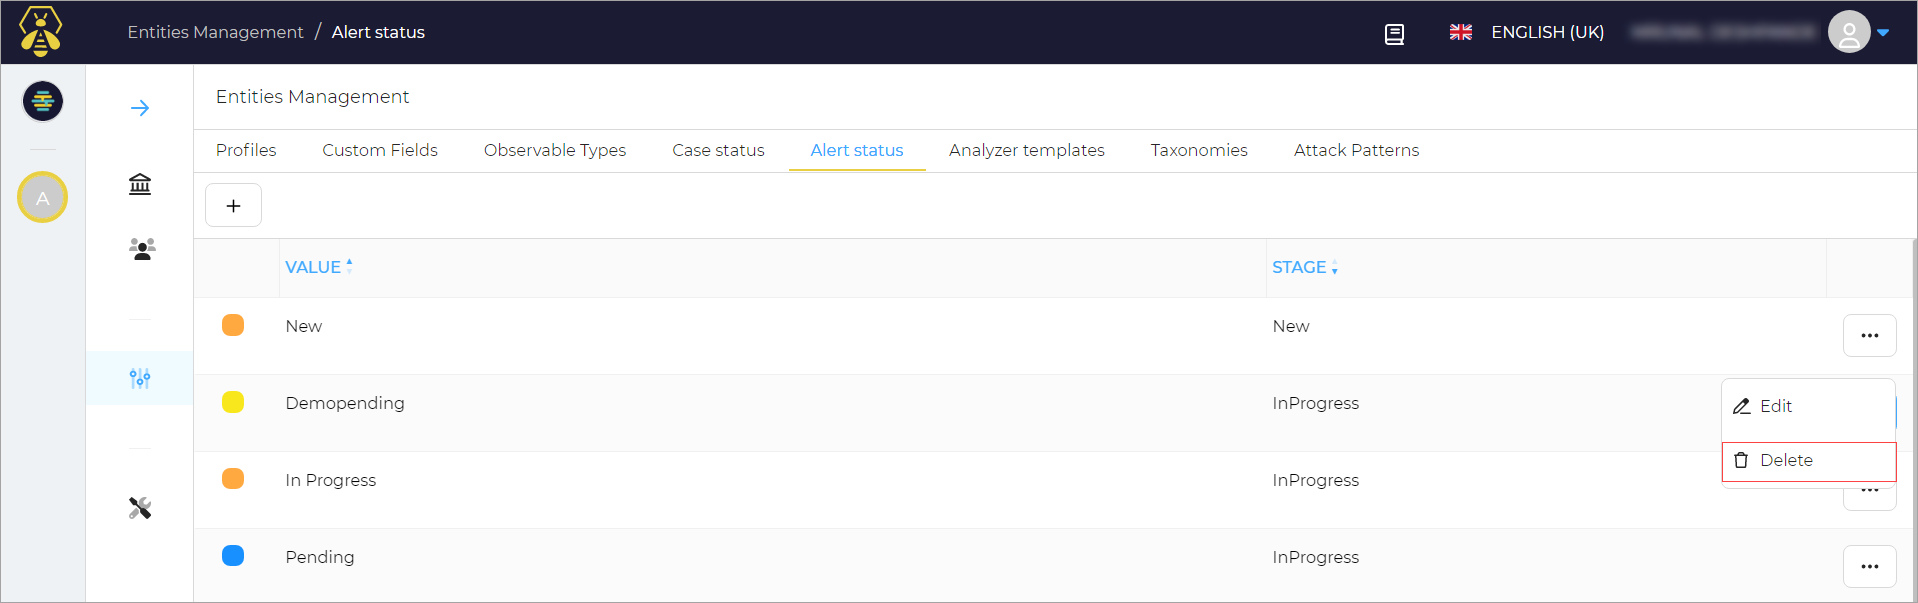 Entities Management / Alert status
ENGLISH (UK)
A
Entities Management
Profiles Custom Fields Observable Types Case status Alert status Analyzer templates Taxonomies Attack Patterns
+
VALUE STAGE
New New
Demopending InProgress
Edit
In Progress InProgress
Delete
Pending InProgress